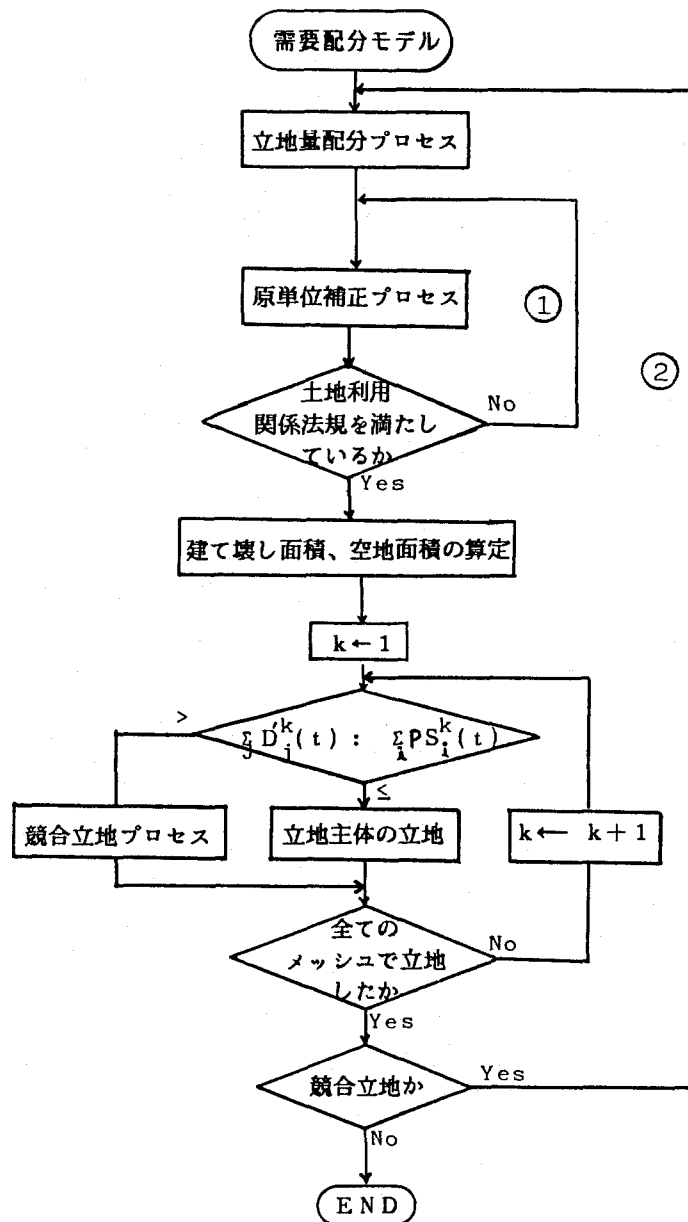 需要配分モデル
立地量配分プロセス
原単位補正プロセス
①
②
土地利用
関係法規を満たし
ているか
No
Yes
建て壊し面積、空地面積の算定
k ← 1
>
Σ_j D'^k_j(t) : Σ_i PS^k_i(t)
≤
競合立地プロセス
立地主体の立地
k ← k + 1
全ての
メッシュで立地
したか
No
Yes
競合立地か
Yes
No
END